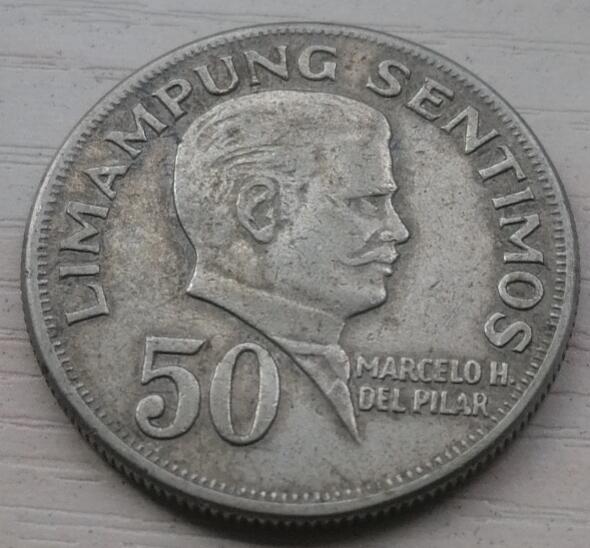 LIMAMPUNG SENTIMOS
50
MARCELO H.
DEL PILAR